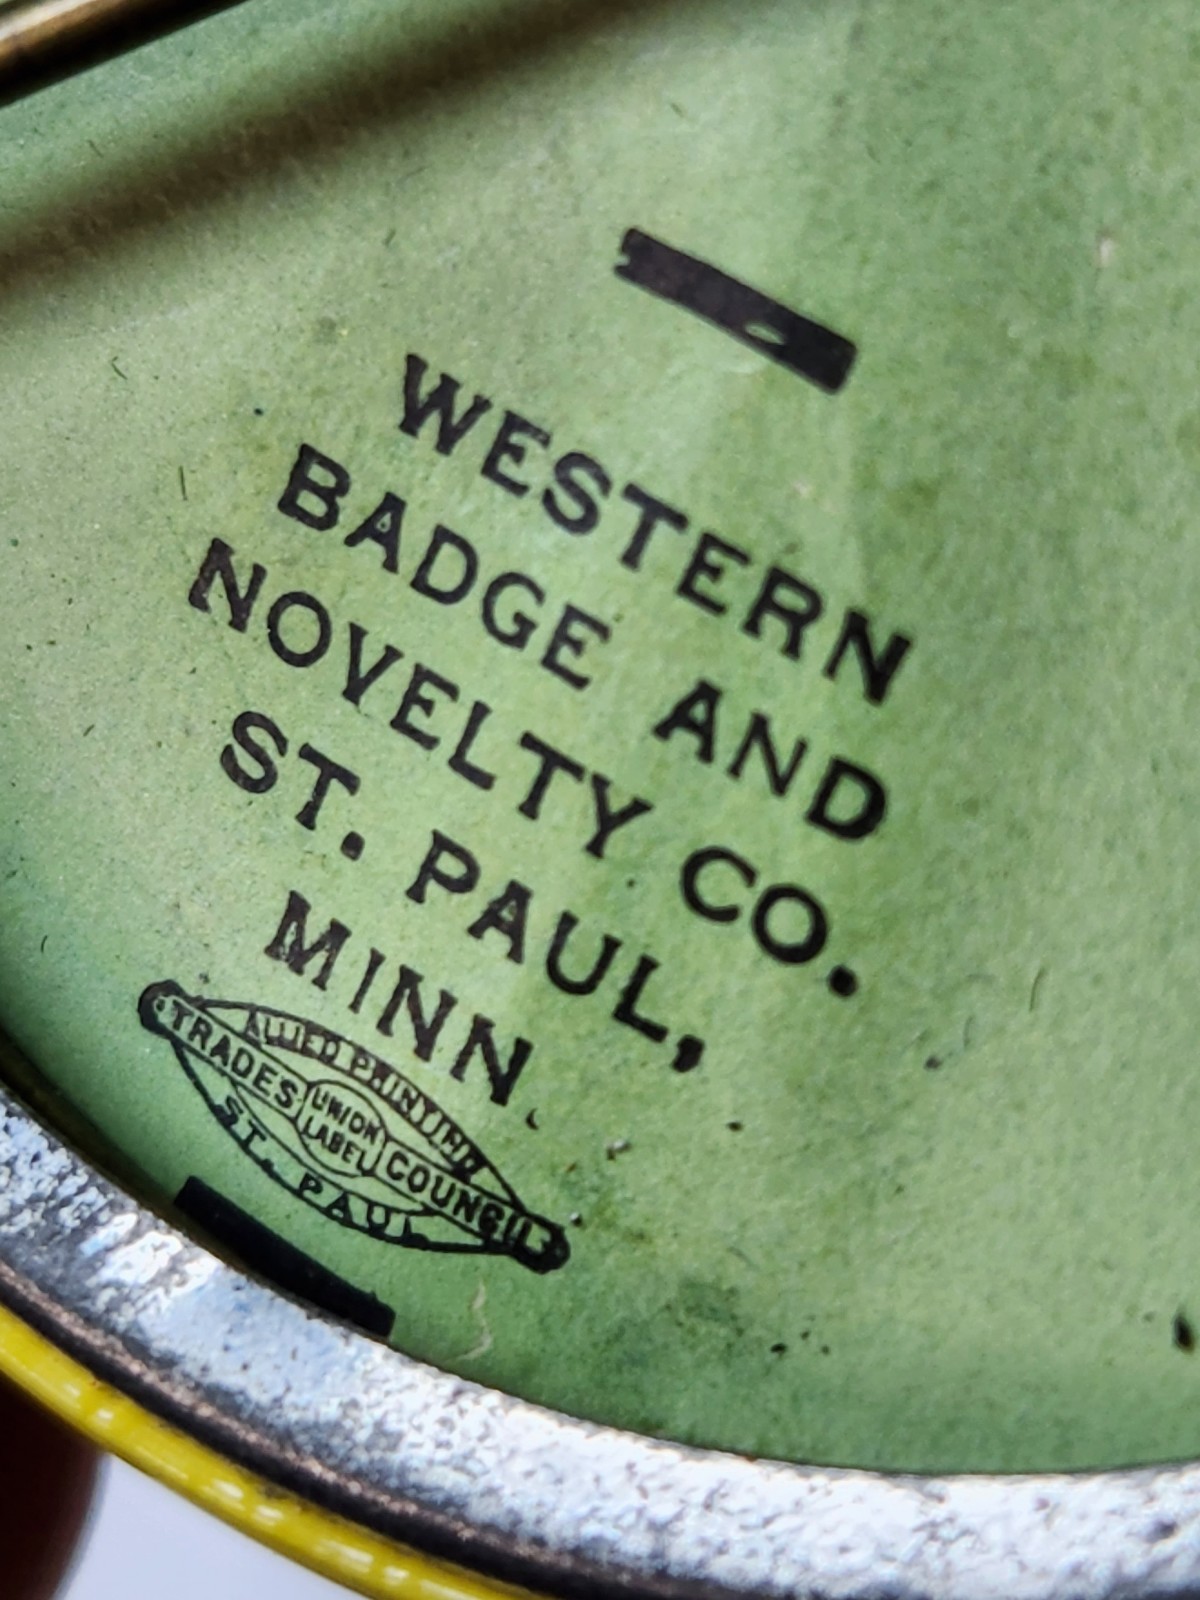 WESTERN
BADGE AND
NOVELTY CO.
ST. PAUL,
MINN.
ALLIED PRINTING
TRADES UNION LABEL COUNCIL
ST. PAUL